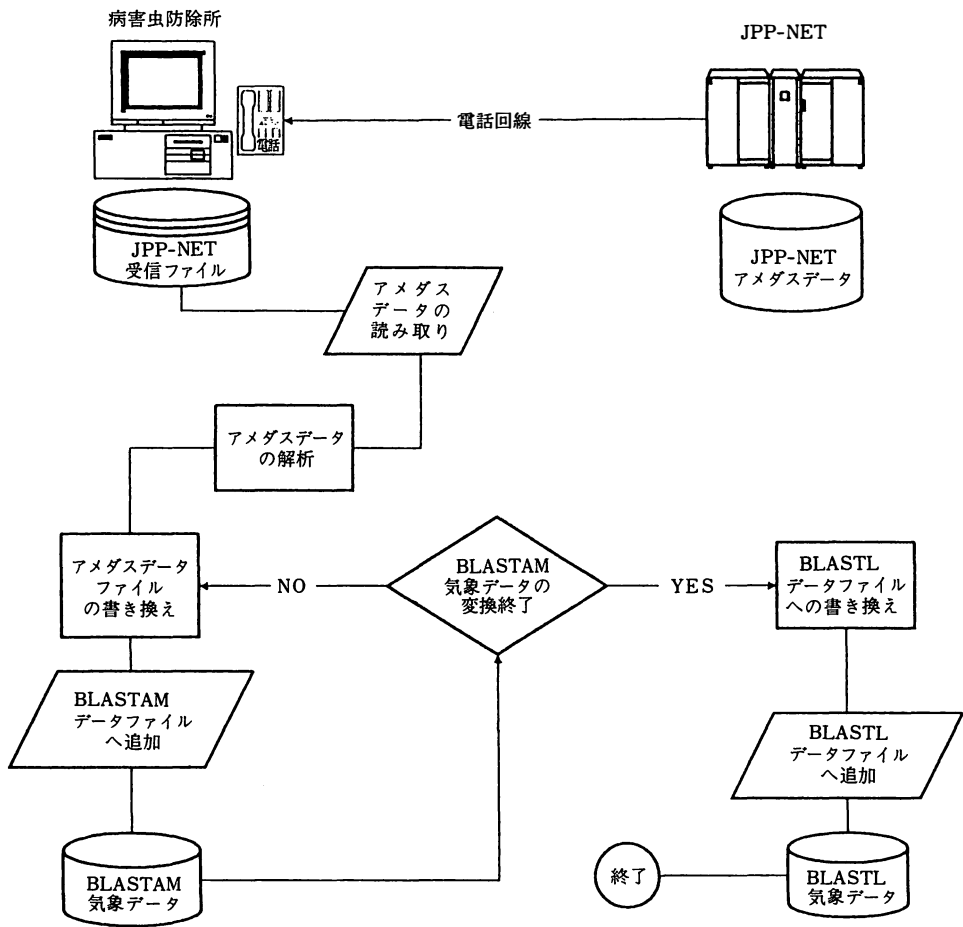 病害虫防除所
JPP-NET
電話
電話回線
JPP-NET
受信ファイル
JPP-NET
アメダスデータ
アメダス
データの
読み取り
アメダスデータ
の解析
アメダスデータ
ファイル
の書き換え
NO
BLASTAM
気象データの
変換終了
YES
BLASTL
データファイル
への書き換え
BLASTAM
データファイル
へ追加
BLASTL
データファイル
へ追加
BLASTAM
気象データ
終了
BLASTL
気象データ